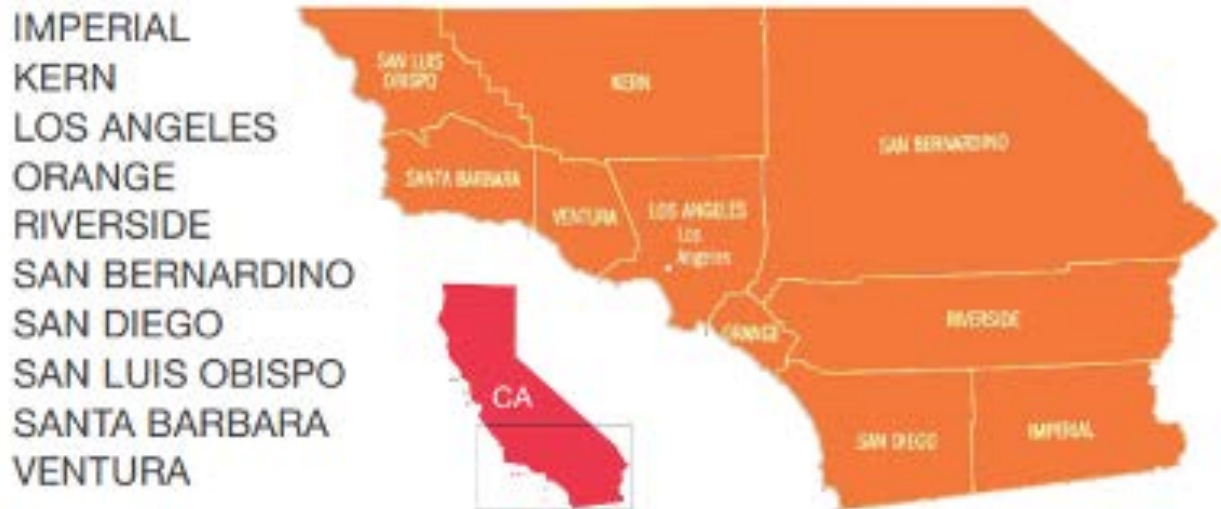 IMPERIAL
KERN
LOS ANGELES
ORANGE
RIVERSIDE
SAN BERNARDINO
SAN DIEGO
SAN LUIS OBISPO
SANTA BARBARA
VENTURA
SAN LUIS
OBISPO
KERN
SAN BERNARDINO
SANTA BARBARA
VENTURA
LOS ANGELES
Los
Angeles
ORANGE
RIVERSIDE
SAN DIEGO
IMPERIAL
CA